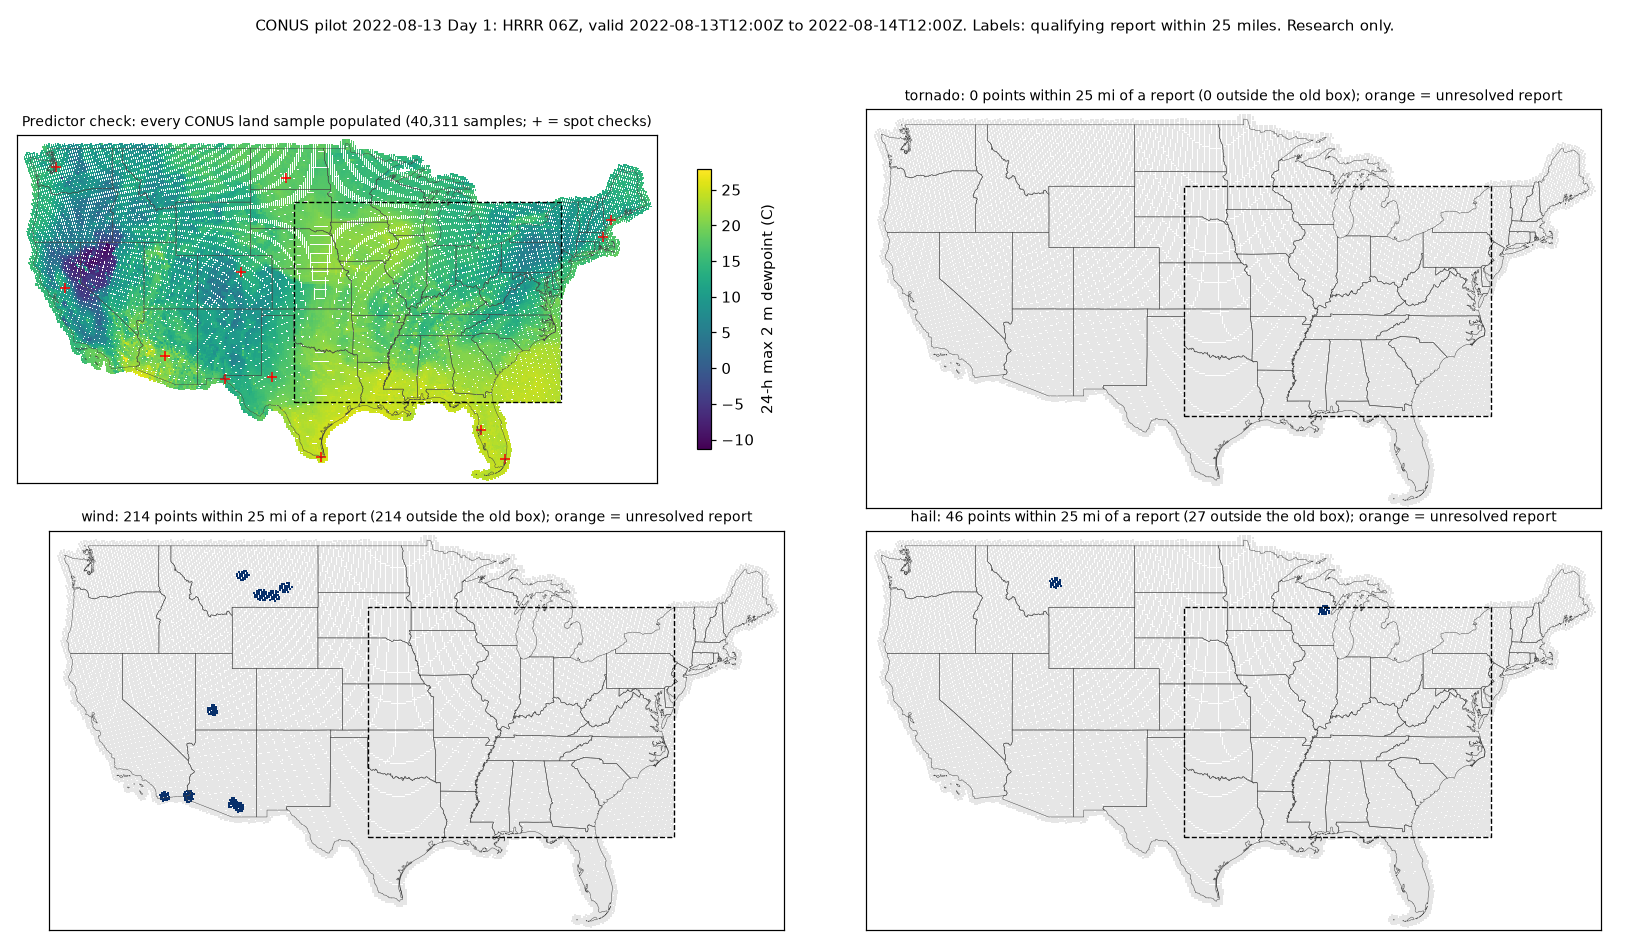 CONUS pilot 2022-08-13 Day 1: HRRR 06Z, valid 2022-08-13T12:00Z to 2022-08-14T12:00Z. Labels: qualifying report within 25 miles. Research only.
Predictor check: every CONUS land sample populated (40,311 samples; + = spot checks)
25
20
15
10
5
0
−5
−10
24-h max 2 m dewpoint (C)
tornado: 0 points within 25 mi of a report (0 outside the old box); orange = unresolved report
wind: 214 points within 25 mi of a report (214 outside the old box); orange = unresolved report
hail: 46 points within 25 mi of a report (27 outside the old box); orange = unresolved report